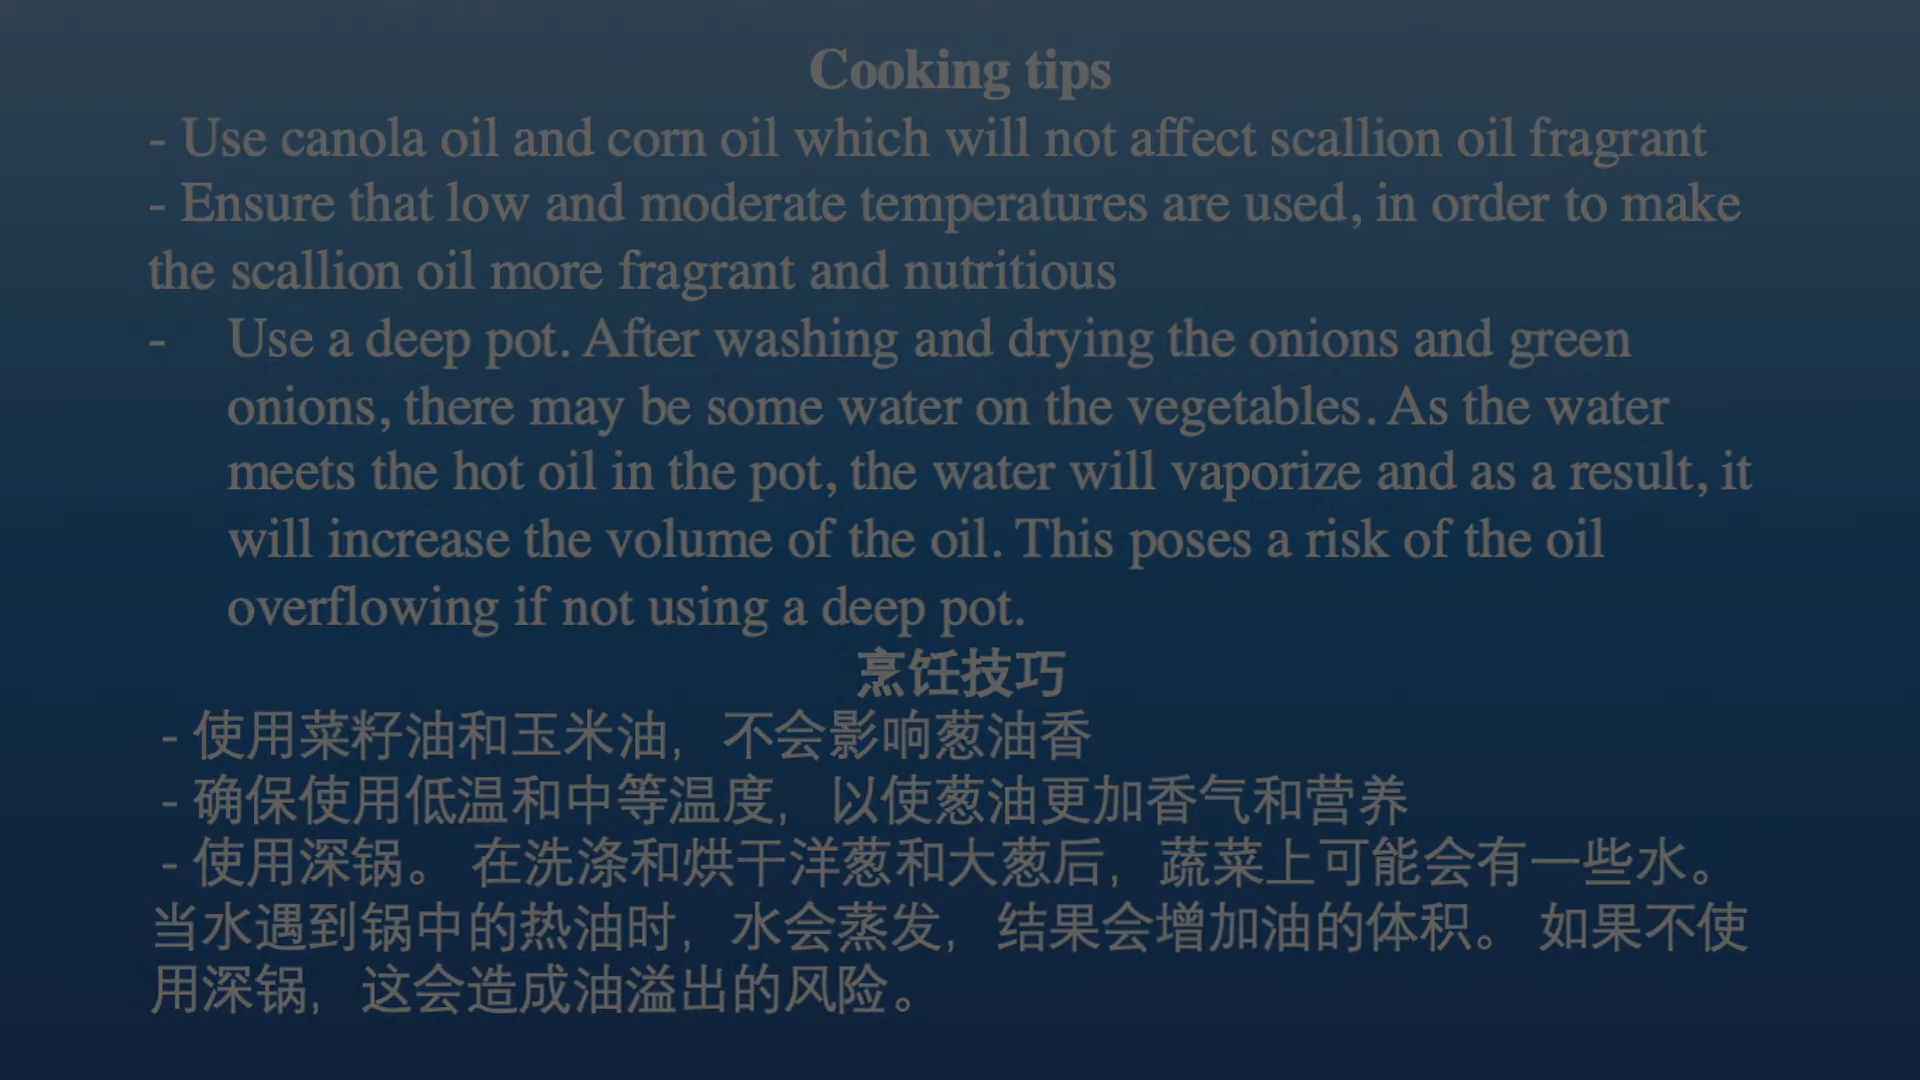 Cooking tips
- Use canola oil and corn oil which will not affect scallion oil fragrant
- Ensure that low and moderate temperatures are used, in order to make
the scallion oil more fragrant and nutritious
- Use a deep pot. After washing and drying the onions and green
onions, there may be some water on the vegetables. As the water
meets the hot oil in the pot, the water will vaporize and as a result, it
will increase the volume of the oil. This poses a risk of the oil
overflowing if not using a deep pot.
烹饪技巧
- 使用菜籽油和玉米油，不会影响葱油香
- 确保使用低温和中等温度，以使葱油更加香气和营养
- 使用深锅。 在洗涤和烘干洋葱和大葱后，蔬菜上可能会有一些水。
当水遇到锅中的热油时，水会蒸发，结果会增加油的体积。 如果不使
用深锅，这会造成油溢出的风险。